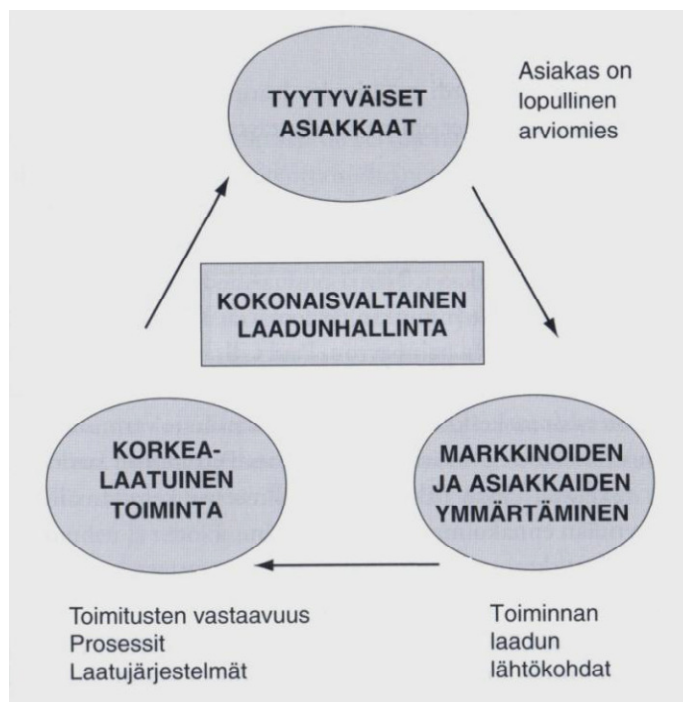 TYYTYVÄISET
ASIAKKAAT
Asiakas on
lopullinen
arviomies
KOKONAISVALTAINEN
LAADUNHALLINTA
KORKEA-
LAATUINEN
TOIMINTA
MARKKINOIDEN
JA ASIAKKAIDEN
YMMÄRTÄMINEN
Toimitusten vastaavuus
Prosessit
Laatujärjestelmät
Toiminnan
laadun
lähtökohdat